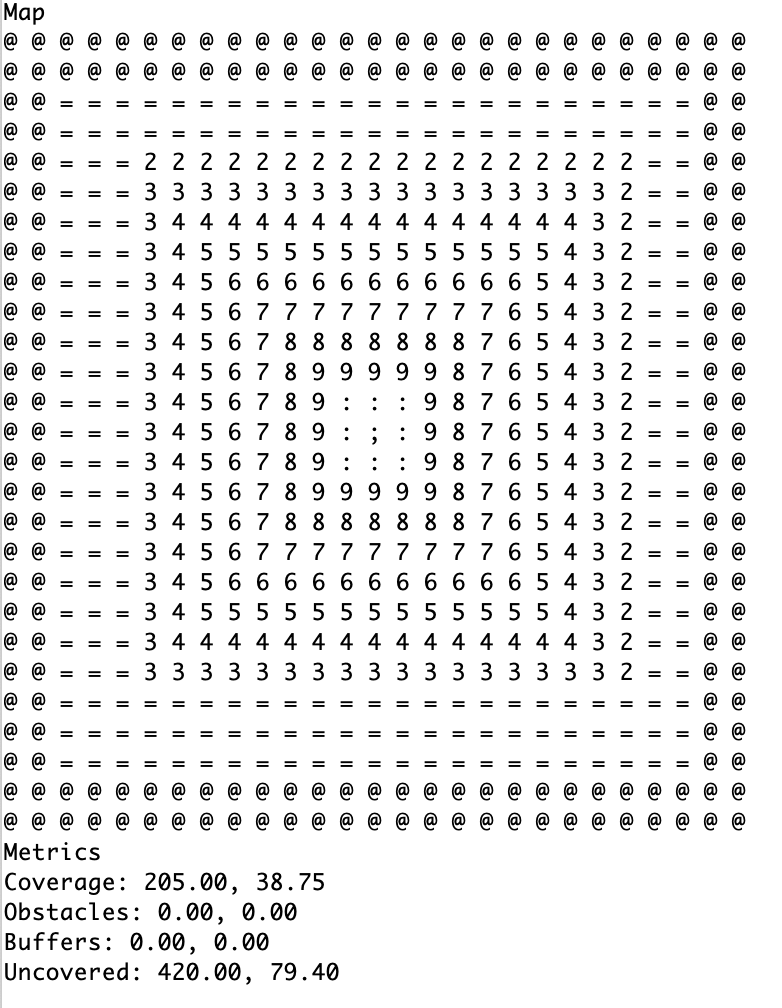 Map
@ @ @ @ @ @ @ @ @ @ @ @ @ @ @ @ @ @ @ @ @ @ @ @ @ @ @
@ @ @ @ @ @ @ @ @ @ @ @ @ @ @ @ @ @ @ @ @ @ @ @ @ @ @
@ @ = = = = = = = = = = = = = = = = = = = = = = = @ @
@ @ = = = = = = = = = = = = = = = = = = = = = = = @ @
@ @ = = = 2 2 2 2 2 2 2 2 2 2 2 2 2 2 2 2 2 2 = = @ @
@ @ = = = 3 3 3 3 3 3 3 3 3 3 3 3 3 3 3 3 3 2 = = @ @
@ @ = = = 3 4 4 4 4 4 4 4 4 4 4 4 4 4 4 4 3 2 = = @ @
@ @ = = = 3 4 5 5 5 5 5 5 5 5 5 5 5 5 5 4 3 2 = = @ @
@ @ = = = 3 4 5 6 6 6 6 6 6 6 6 6 6 6 5 4 3 2 = = @ @
@ @ = = = 3 4 5 6 7 7 7 7 7 7 7 7 7 6 5 4 3 2 = = @ @
@ @ = = = 3 4 5 6 7 8 8 8 8 8 8 8 7 6 5 4 3 2 = = @ @
@ @ = = = 3 4 5 6 7 8 9 9 9 9 9 8 7 6 5 4 3 2 = = @ @
@ @ = = = 3 4 5 6 7 8 9 : : : 9 8 7 6 5 4 3 2 = = @ @
@ @ = = = 3 4 5 6 7 8 9 : ; : 9 8 7 6 5 4 3 2 = = @ @
@ @ = = = 3 4 5 6 7 8 9 : : : 9 8 7 6 5 4 3 2 = = @ @
@ @ = = = 3 4 5 6 7 8 9 9 9 9 9 8 7 6 5 4 3 2 = = @ @
@ @ = = = 3 4 5 6 7 8 8 8 8 8 8 8 7 6 5 4 3 2 = = @ @
@ @ = = = 3 4 5 6 7 7 7 7 7 7 7 7 7 6 5 4 3 2 = = @ @
@ @ = = = 3 4 5 6 6 6 6 6 6 6 6 6 6 6 5 4 3 2 = = @ @
@ @ = = = 3 4 5 5 5 5 5 5 5 5 5 5 5 5 5 4 3 2 = = @ @
@ @ = = = 3 4 4 4 4 4 4 4 4 4 4 4 4 4 4 4 3 2 = = @ @
@ @ = = = 3 3 3 3 3 3 3 3 3 3 3 3 3 3 3 3 3 2 = = @ @
@ @ = = = = = = = = = = = = = = = = = = = = = = = @ @
@ @ = = = = = = = = = = = = = = = = = = = = = = = @ @
@ @ = = = = = = = = = = = = = = = = = = = = = = = @ @
@ @ @ @ @ @ @ @ @ @ @ @ @ @ @ @ @ @ @ @ @ @ @ @ @ @ @
@ @ @ @ @ @ @ @ @ @ @ @ @ @ @ @ @ @ @ @ @ @ @ @ @ @ @
Metrics
Coverage: 205.00, 38.75
Obstacles: 0.00, 0.00
Buffers: 0.00, 0.00
Uncovered: 420.00, 79.40